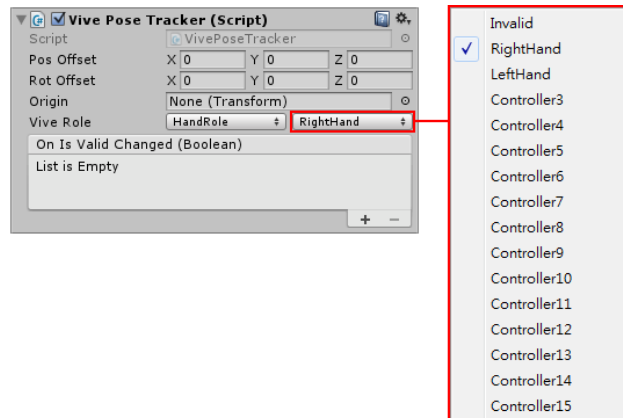 Vive Pose Tracker (Script)
Script VivePoseTracker
Pos Offset X 0 Y 0 Z 0
Rot Offset X 0 Y 0 Z 0
Origin None (Transform)
Vive Role HandRole RightHand
On Is Valid Changed (Boolean)
List is Empty
Invalid
RightHand
LeftHand
Controller3
Controller4
Controller5
Controller6
Controller7
Controller8
Controller9
Controller10
Controller11
Controller12
Controller13
Controller14
Controller15